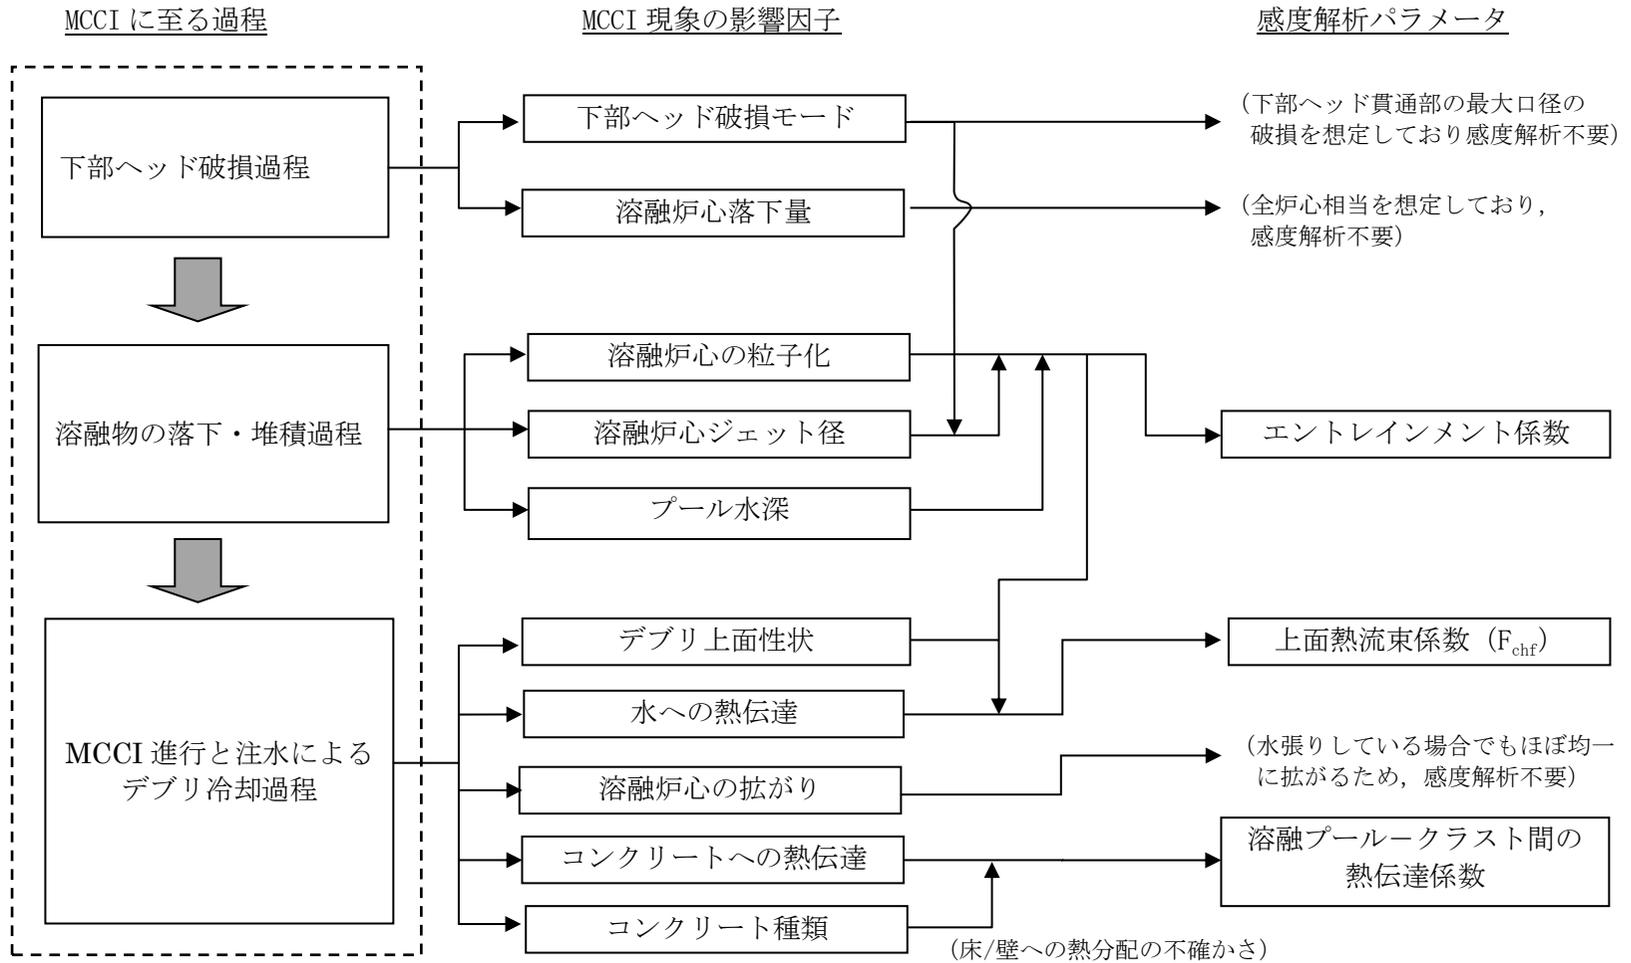 MCCI に至る過程
MCCI 現象の影響因子
感度解析パラメータ
下部ヘッド破損過程
下部ヘッド破損モード
（下部ヘッド貫通部の最大口径の
破損を想定しており感度解析不要）
溶融炉心落下量
（全炉心相当を想定しており，
感度解析不要）
溶融物の落下・堆積過程
溶融炉心の粒子化
溶融炉心ジェット径
エントレインメント係数
プール水深
MCCI 進行と注水による
デブリ冷却過程
デブリ上面性状
上面熱流束係数（Fchf）
水への熱伝達
溶融炉心の拡がり
（水張りしている場合でもほぼ均一
に拡がるため，感度解析不要）
コンクリートへの熱伝達
溶融プール－クラスト間の
熱伝達係数
コンクリート種類
（床/壁への熱分配の不確かさ）